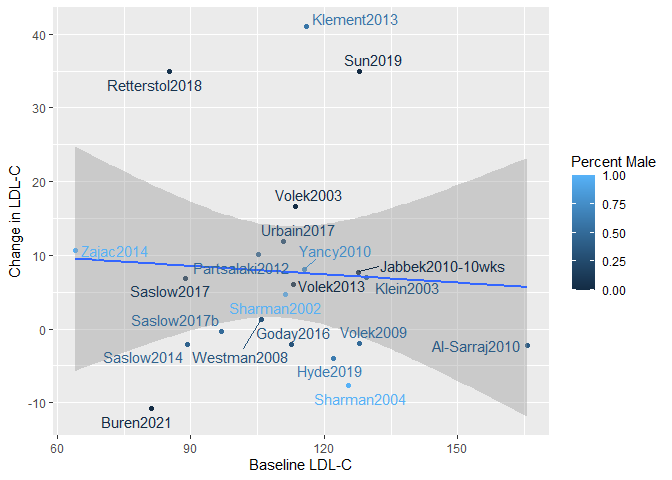 Klement2013
40
Sun2019
Retterstol2018
30
Percent Male
1.00
20
Volek2003
0.75
Urbain2017
0.50
Zajac2014
Yancy2010
0.25
10
Partsalaki2012
Jabbek2010-10wks
0.00
Saslow2017
Volek2013
Klein2003
Sharman2002
Saslow2017b
0
Goday2016
Volek2009
Al-Sarraj2010
Saslow2014
Westman2008
Hyde2019
Sharman2004
-10
Buren2021
60
90
120
150
Baseline LDL-C
Change in LDL-C